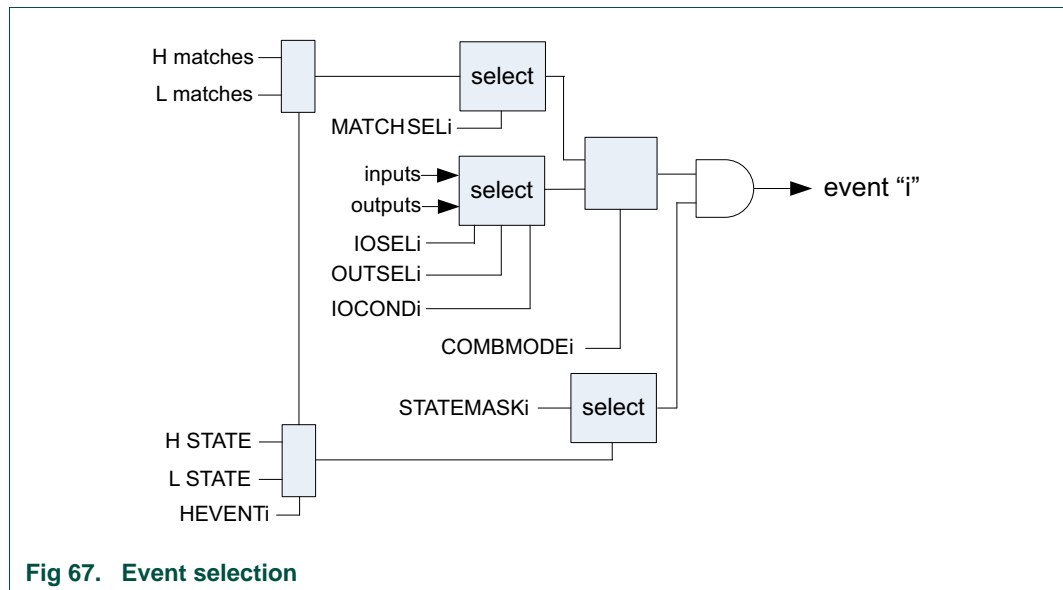 H matches
L matches
select
MATCHSELi
inputs
outputs
select
IOSELi
OUTSELi
IOCONDi
event “i”
COMBMODEi
STATEMASKi
select
H STATE
L STATE
HEVENTi
Fig 67. Event selection